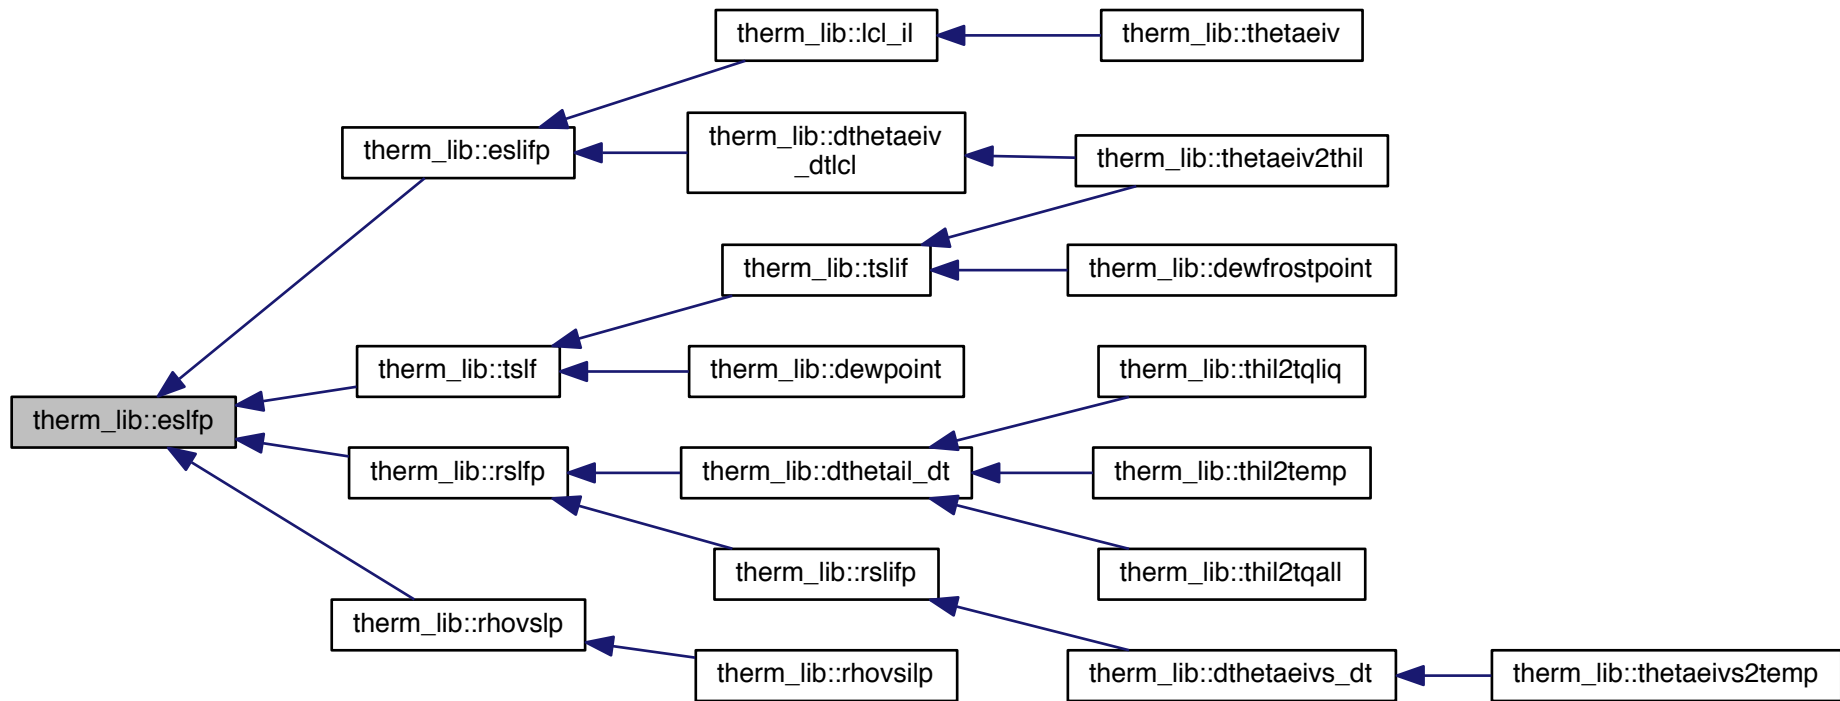 therm_lib::lcl_il
therm_lib::thetaeiv
therm_lib::eslifp
therm_lib::dthetaeiv
_dtlcl
therm_lib::thetaeiv2thil
therm_lib::tslif
therm_lib::dewfrostpoint
therm_lib::tslf
therm_lib::dewpoint
therm_lib::thil2tqliq
therm_lib::eslfp
therm_lib::rslfp
therm_lib::dthetail_dt
therm_lib::thil2temp
therm_lib::rslifp
therm_lib::thil2tqall
therm_lib::rhovslp
therm_lib::rhovsilp
therm_lib::dthetaeivs_dt
therm_lib::thetaeivs2temp